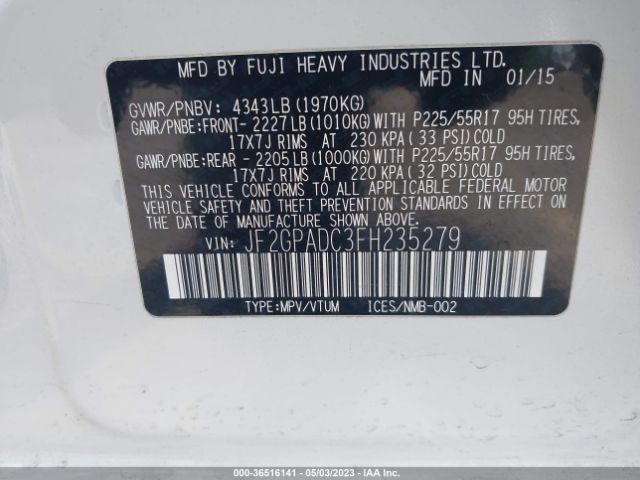 MFD BY FUJI HEAVY INDUSTRIES LTD.
MFD IN 01/15
GVWR/PNBV: 4343LB(1970KG)
GAWR/PNBE:FRONT- 2227LB(1010KG)WITH P225/55R17 95H TIRES,
17X7J RIMS AT 230 KPA(33 PSI)COLD
GAWR/PNBE:REAR - 2205LB(1000KG)WITH P225/55R17 95H TIRES,
17X7J RIMS AT 220 KPA(32 PSI)COLD
THIS VEHICLE CONFORMS TO ALL APPLICABLE FEDERAL MOTOR
VEHICLE SAFETY AND THEFT PREVENTION STANDARDS IN EFFECT ON
THE DATE OF MANUFACTURE SHOWN ABOVE.
VIN: JF2GPADC3FH235279
TYPE:MPV/VTUM ICES/NMB-002
000-36516141 - 05/03/2023 - IAA Inc.